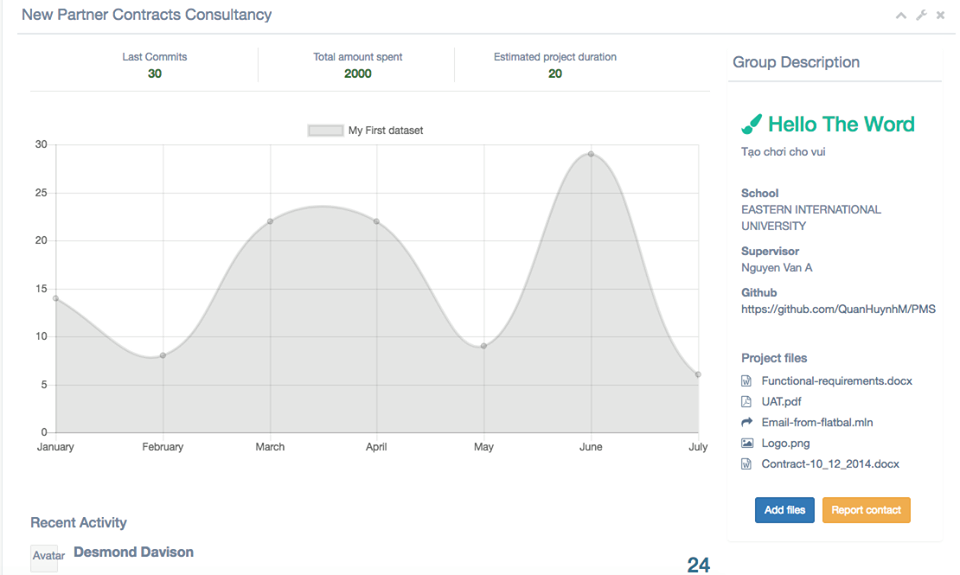 New Partner Contracts Consultancy
Last Commits
30
Total amount spent
2000
Estimated project duration
20
My First dataset
30
25
20
15
10
5
0
January February March April May June July
Recent Activity
Avatar
Desmond Davison
24
Group Description
Hello The Word
Tạo chơi cho vui
School
EASTERN INTERNATIONAL
UNIVERSITY
Supervisor
Nguyen Van A
Github
https://github.com/QuanHuynhM/PMS
Project files
Functional-requirements.docx
UAT.pdf
Email-from-flatbal.mln
Logo.png
Contract-10_12_2014.docx
Add files
Report contact